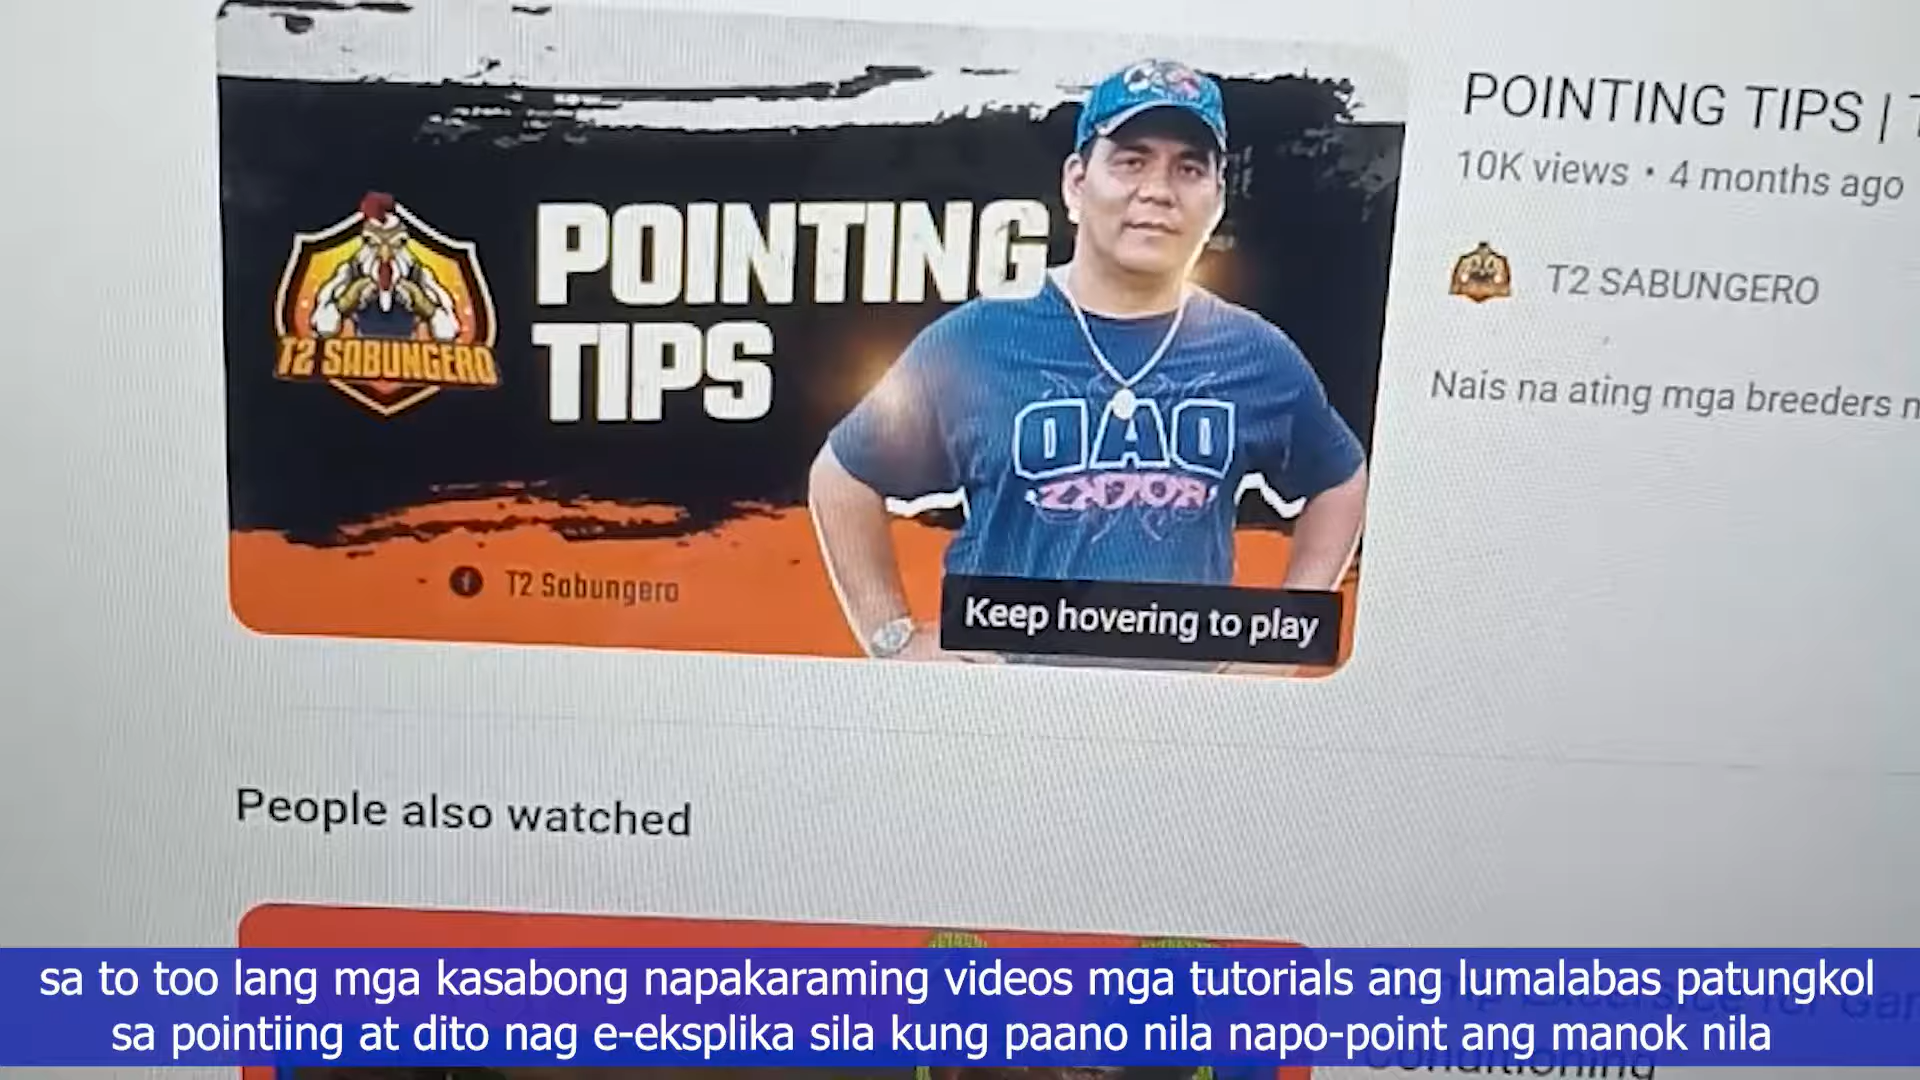 POINTING TIPS |
10K views • 4 months ago
T2 SABUNGERO
Nais na ating mga breeders
POINTING
TIPS
T2 SABUNGERO
DAD
T2 Sabungero
Keep hovering to play
People also watched
sa to too lang mga kasabong napakaraming videos mga tutorials ang lumalabas patungkol
sa pointiing at dito nag e-eksplika sila kung paano nila napo-point ang manok nila
Conditioning